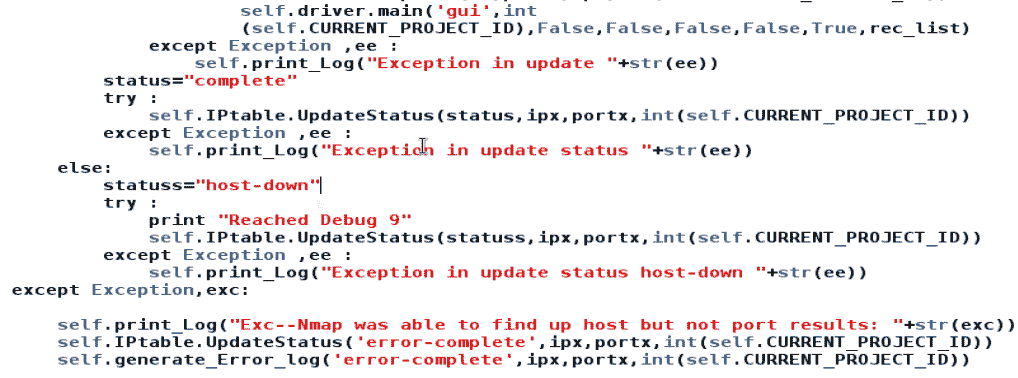 self.driver.main('gui',int
(self.CURRENT_PROJECT_ID),False,False,False,False,True,rec_list)
except Exception ,ee :
self.print_Log("Exception in update "+str(ee))
status="complete"
try :
self.IPtable.UpdateStatus(status,ipx,portx,int(self.CURRENT_PROJECT_ID))
except Exception ,ee :
self.print_Log("Exception in update status "+str(ee))
else:
statuss="host-down"
try :
print "Reached Debug 9"
self.IPtable.UpdateStatus(statuss,ipx,portx,int(self.CURRENT_PROJECT_ID))
except Exception ,ee :
self.print_Log("Exception in update status host-down "+str(ee))
except Exception,exc:
self.print_Log("Exc--Nmap was able to find up host but not port results: "+str(exc))
self.IPtable.UpdateStatus('error-complete',ipx,portx,int(self.CURRENT_PROJECT_ID))
self.generate_Error_log('error-complete',ipx,portx,int(self.CURRENT_PROJECT_ID))